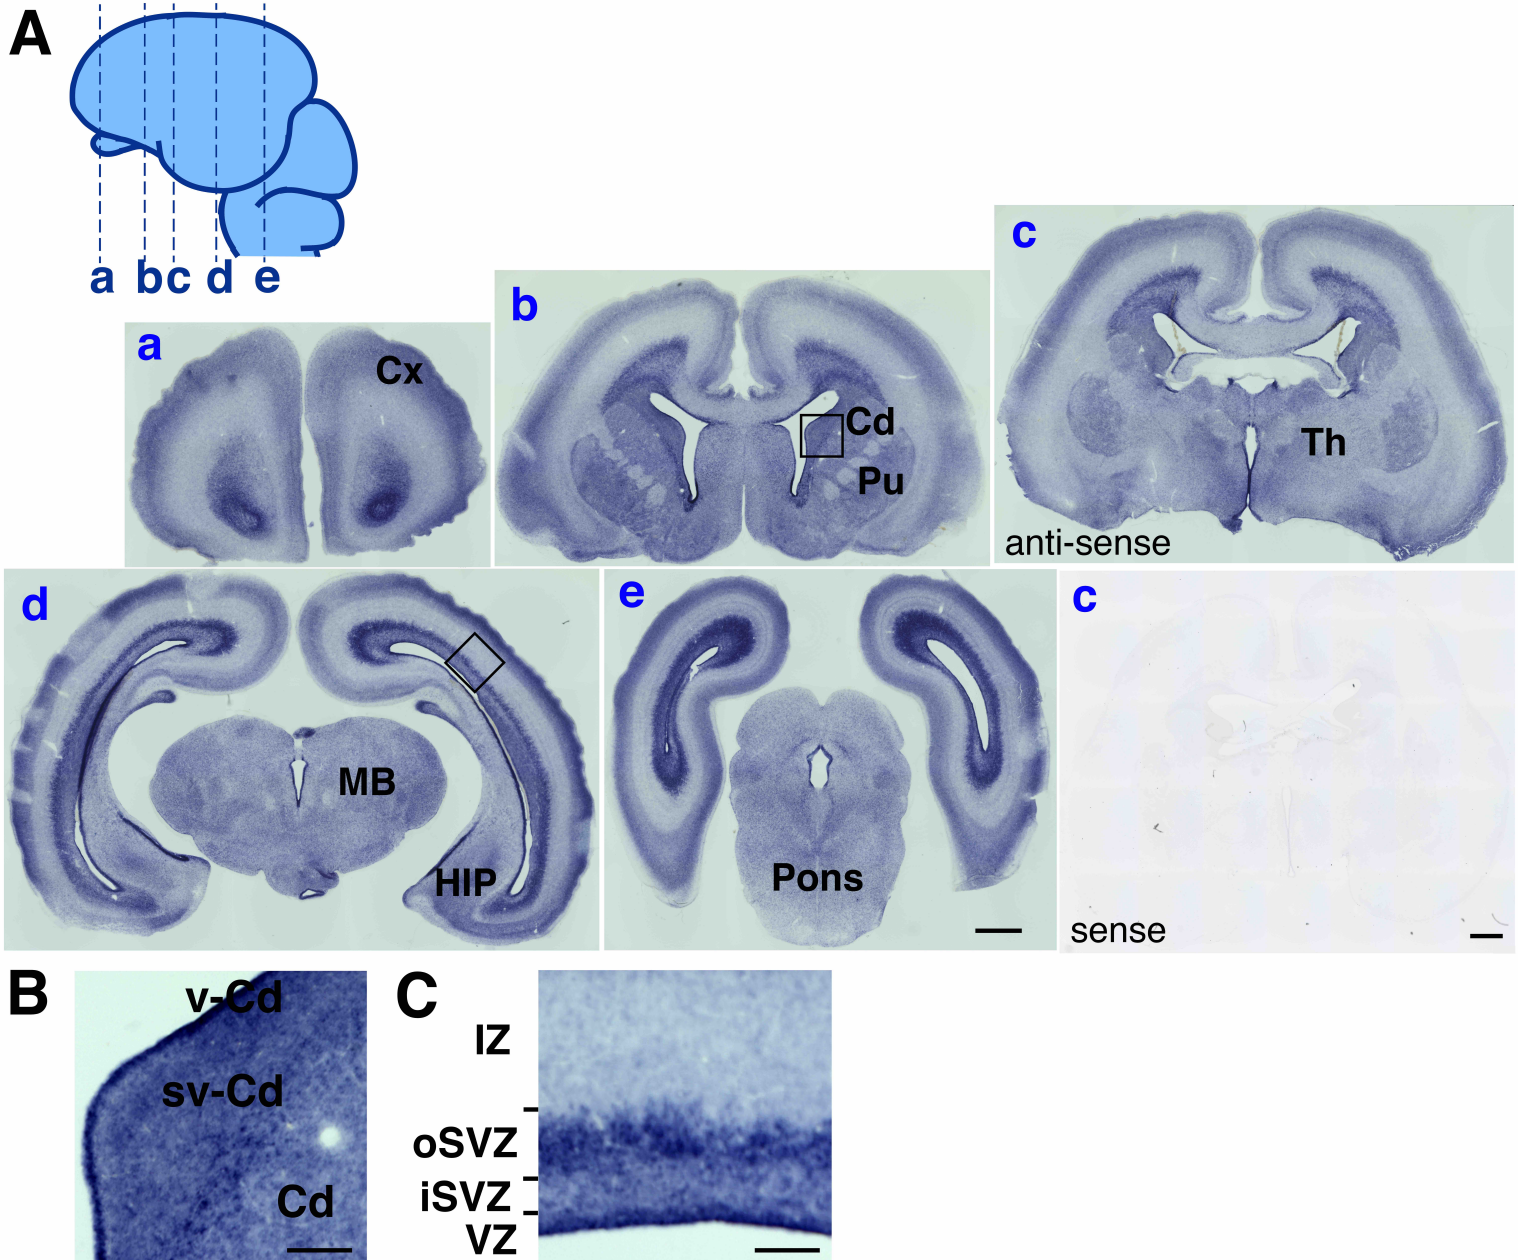 A
a b c d e
a
Cx
b
Cd
Pu
c
Th
anti-sense
d
MB
HIP
e
Pons
c
sense
B
v-Cd
sv-Cd
Cd
C
IZ
oSVZ
iSVZ
VZ